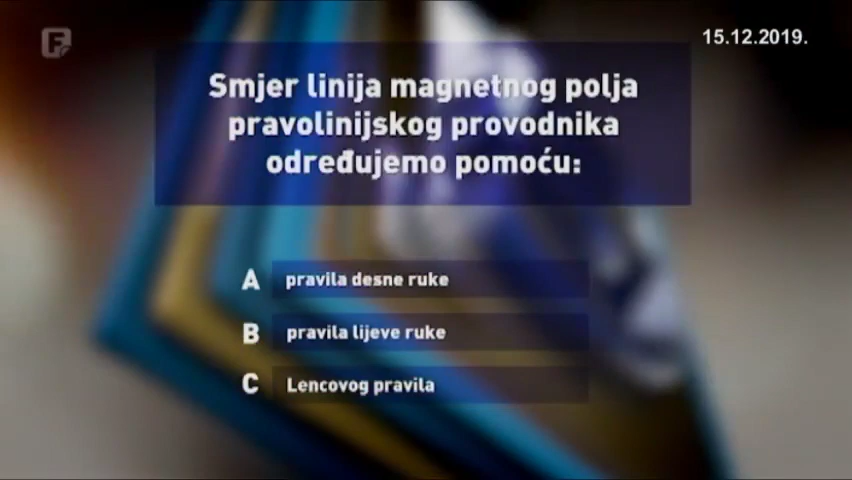 F
15.12.2019.
Smjer linija magnetnog polja
pravolinijskog provodnika
određujemo pomoću:
A pravila desne ruke
B pravila lijeve ruke
C Lencovog pravila